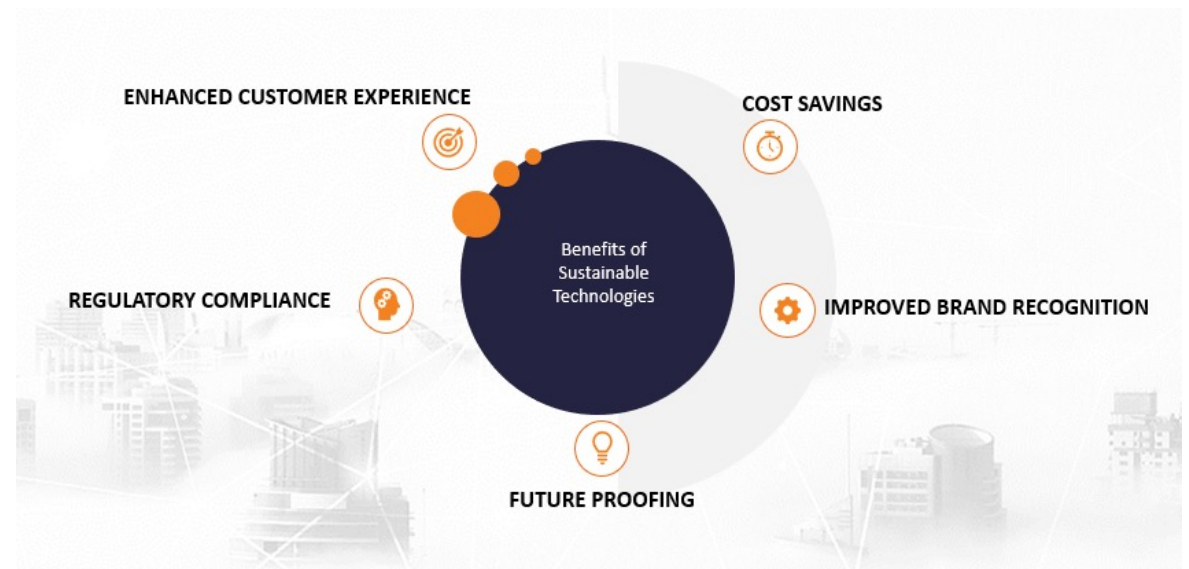 ENHANCED CUSTOMER EXPERIENCE
COST SAVINGS
Benefits of
Sustainable
Technologies
REGULATORY COMPLIANCE
IMPROVED BRAND RECOGNITION
FUTURE PROOFING